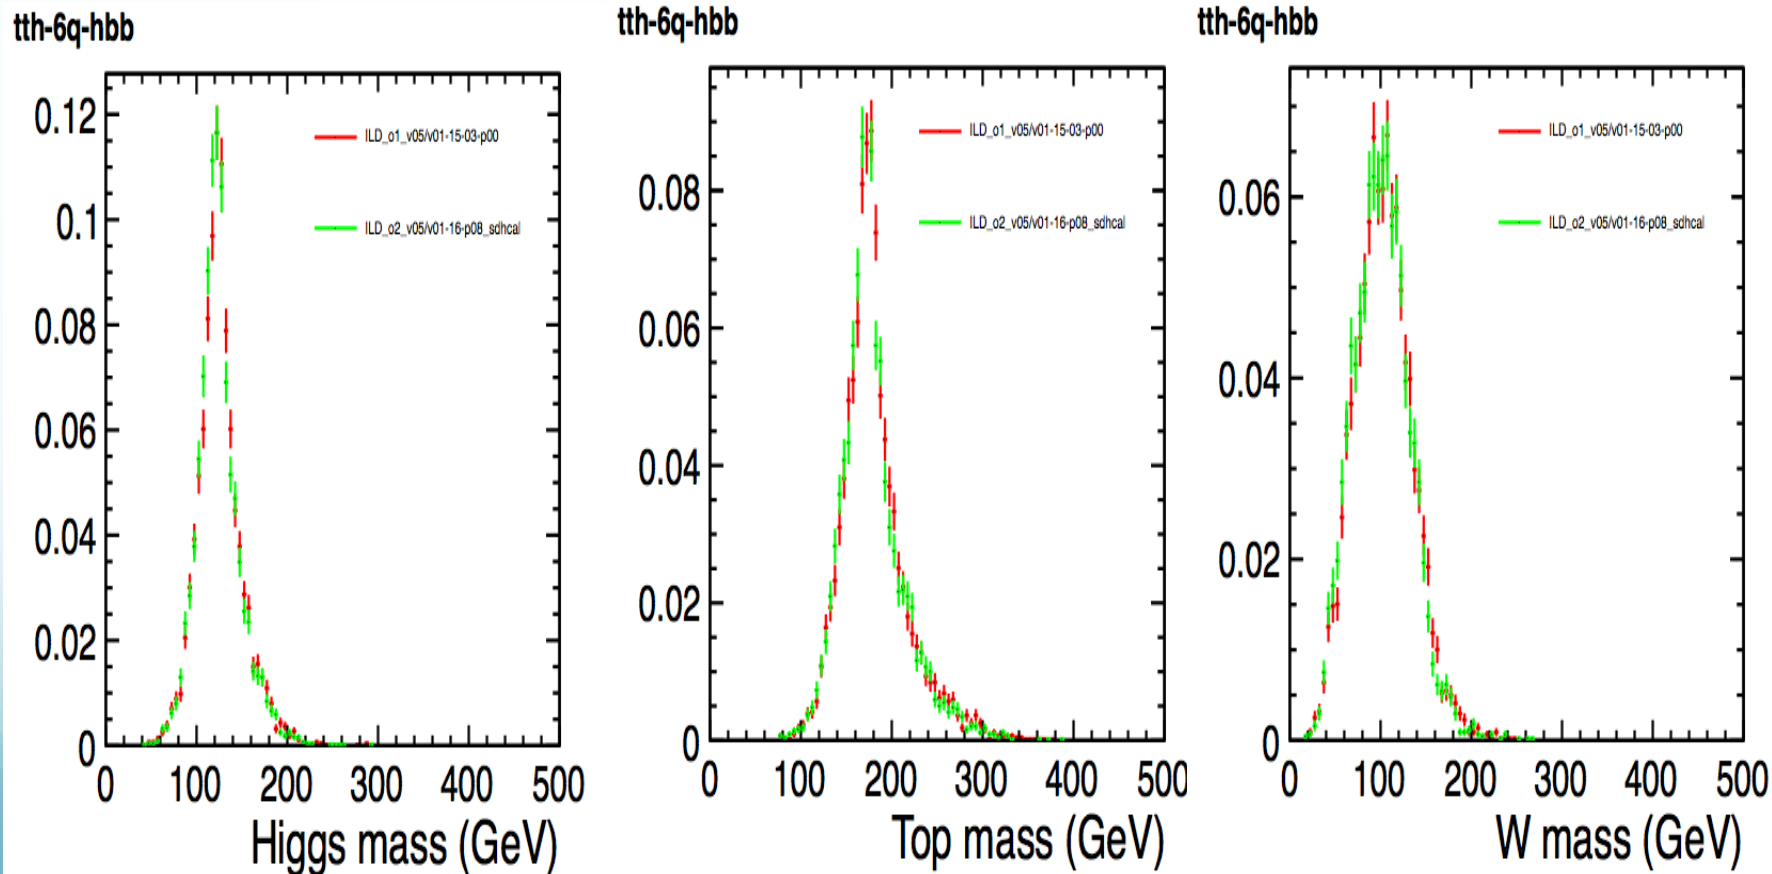 tth-6q-hbb
0.12
0.1
0.08
0.06
0.04
0.02
0
0 100 200 300 400 500
Higgs mass (GeV)
ILD_o1_v05/v01-15-03-p00
ILD_o2_v05/v01-16-p08_sdhcal
tth-6q-hbb
0.08
0.06
0.04
0.02
0
0 100 200 300 400 500
Top mass (GeV)
ILD_o1_v05/v01-15-03-p00
ILD_o2_v05/v01-16-p08_sdhcal
tth-6q-hbb
0.06
0.04
0.02
0
0 100 200 300 400 500
W mass (GeV)
ILD_o1_v05/v01-15-03-p00
ILD_o2_v05/v01-16-p08_sdhcal